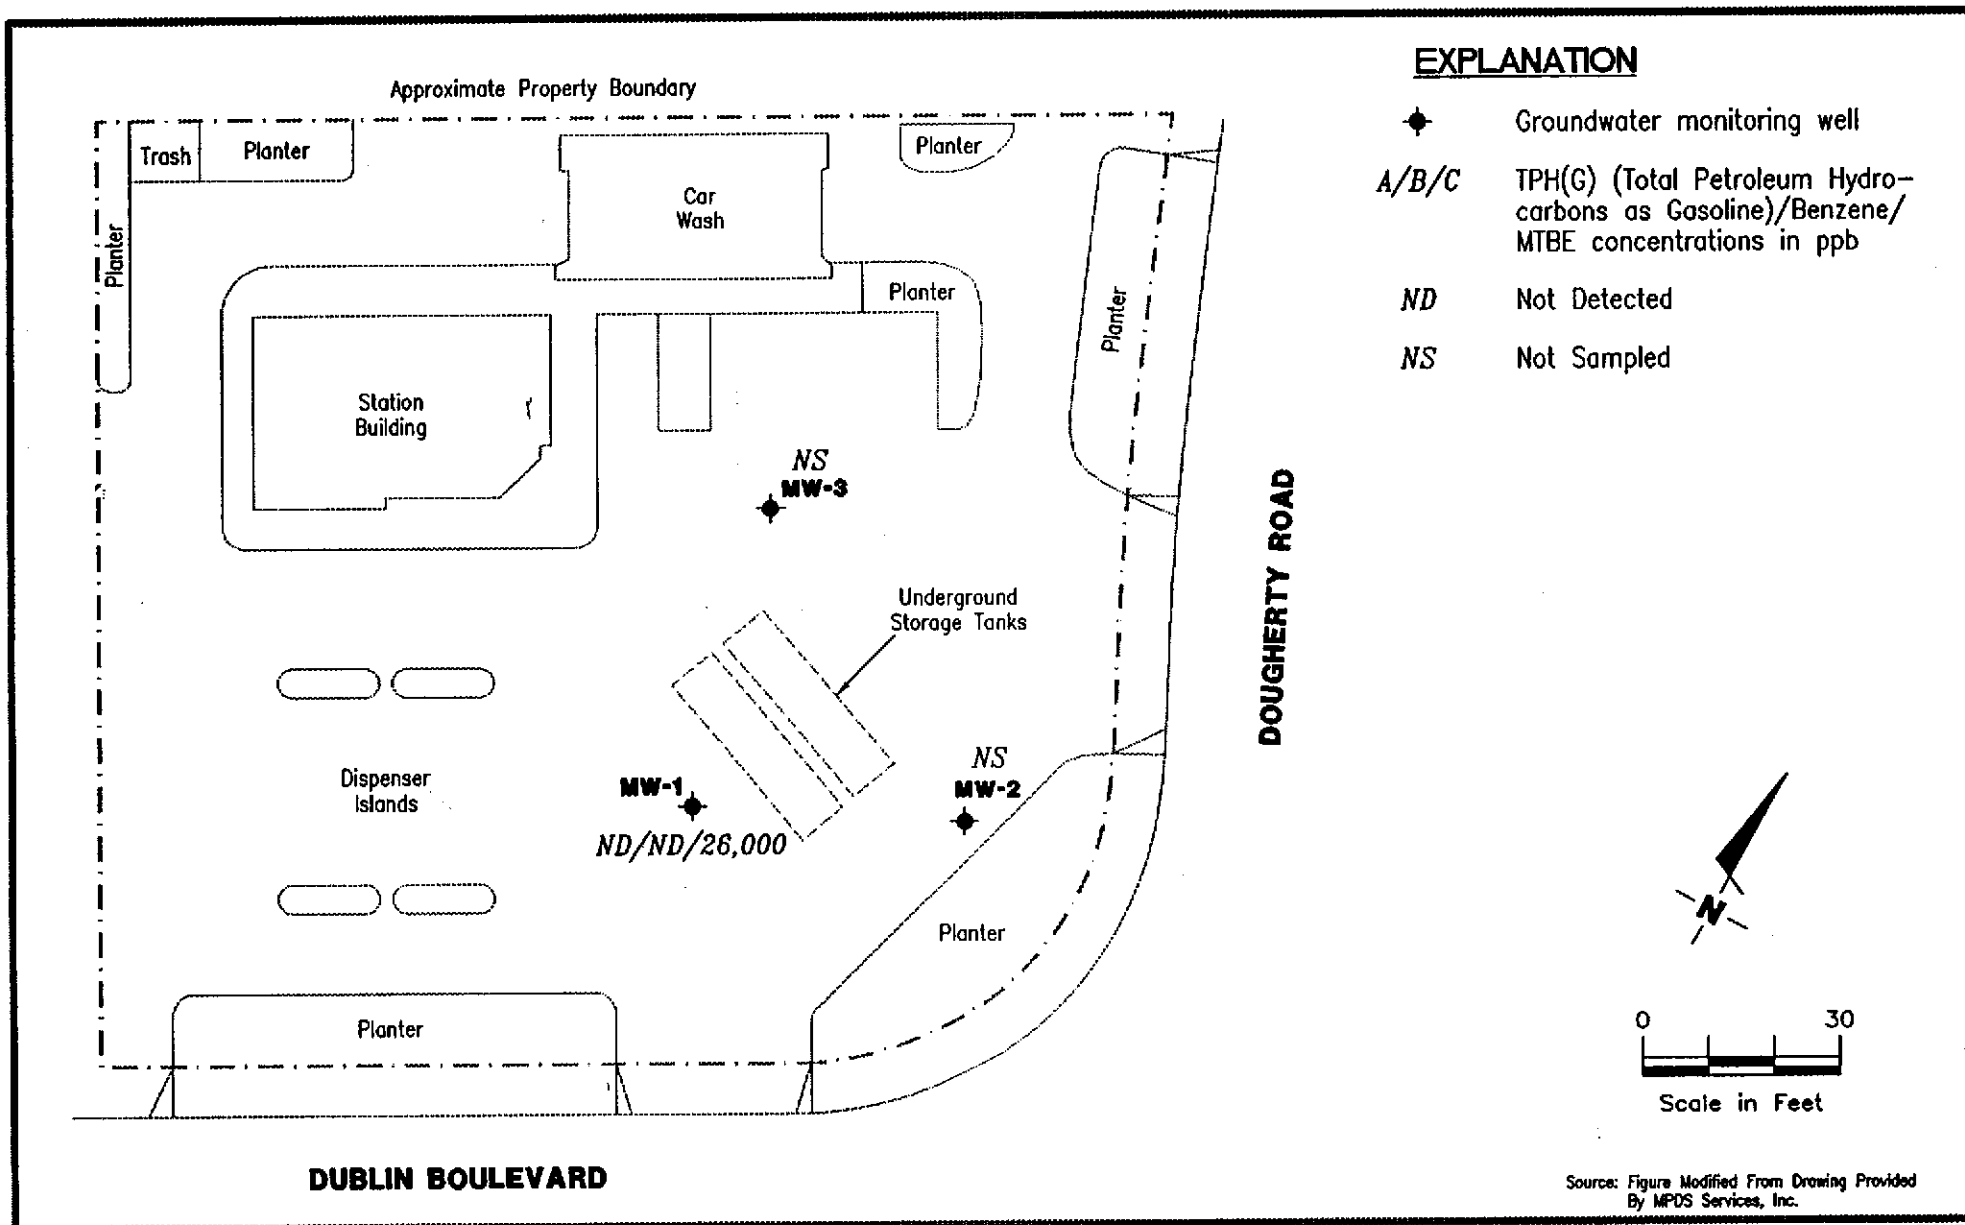 Approximate Property Boundary
Trash
Planter
Planter
Car
Wash
Planter
Planter
Planter
Planter
Station
Building
NS
MW-3
Underground
Storage Tanks
Dispenser
Islands
MW-1
ND/ND/26,000
NS
MW-2
Planter
Planter
DOUGHERTY ROAD
DUBLIN BOULEVARD
EXPLANATION
Groundwater monitoring well
A/B/C TPH(G) (Total Petroleum Hydro-
carbons as Gasoline)/Benzene/
MTBE concentrations in ppb
ND Not Detected
NS Not Sampled
N
0 30
Scale in Feet
Source: Figure Modified From Drawing Provided
By MPDS Services, Inc.